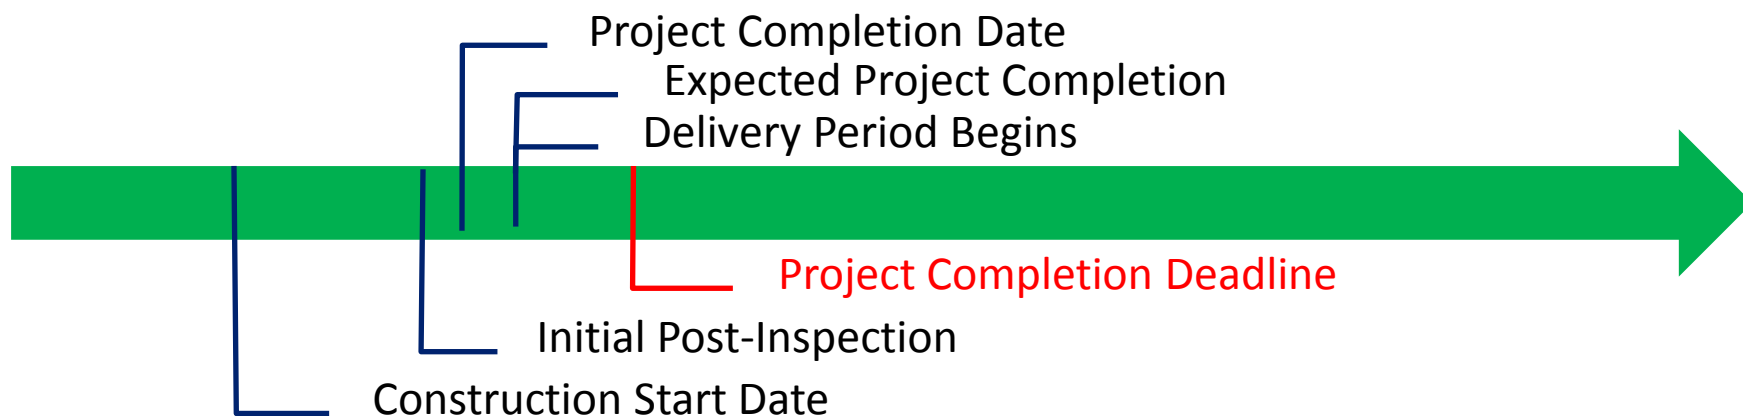 Project Completion Date
Expected Project Completion
Delivery Period Begins
Project Completion Deadline
Initial Post-Inspection
Construction Start Date